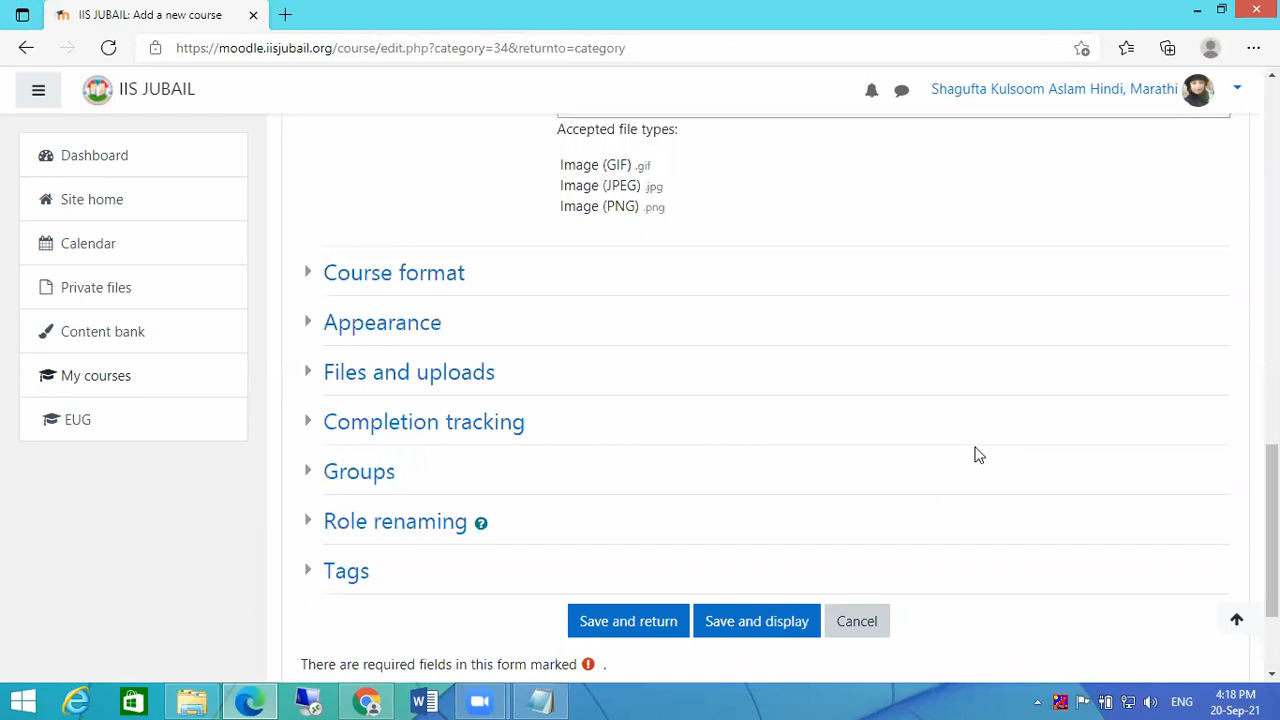 IIS JUBAIL: Add a new course
https://moodle.iisjubail.org/course/edit.php?category=34&returnto=category
IIS JUBAIL
Shagufta Kulsoom Aslam Hindi, Marathi
Dashboard
Site home
Calendar
Private files
Content bank
My courses
EUG
Accepted file types:
Image (GIF) .gif
Image (JPEG) .jpg
Image (PNG) .png
Course format
Appearance
Files and uploads
Completion tracking
Groups
Role renaming ?
Tags
Save and return Save and display Cancel
There are required fields in this form marked ! .
ENG
4:18 PM
20-Sep-21